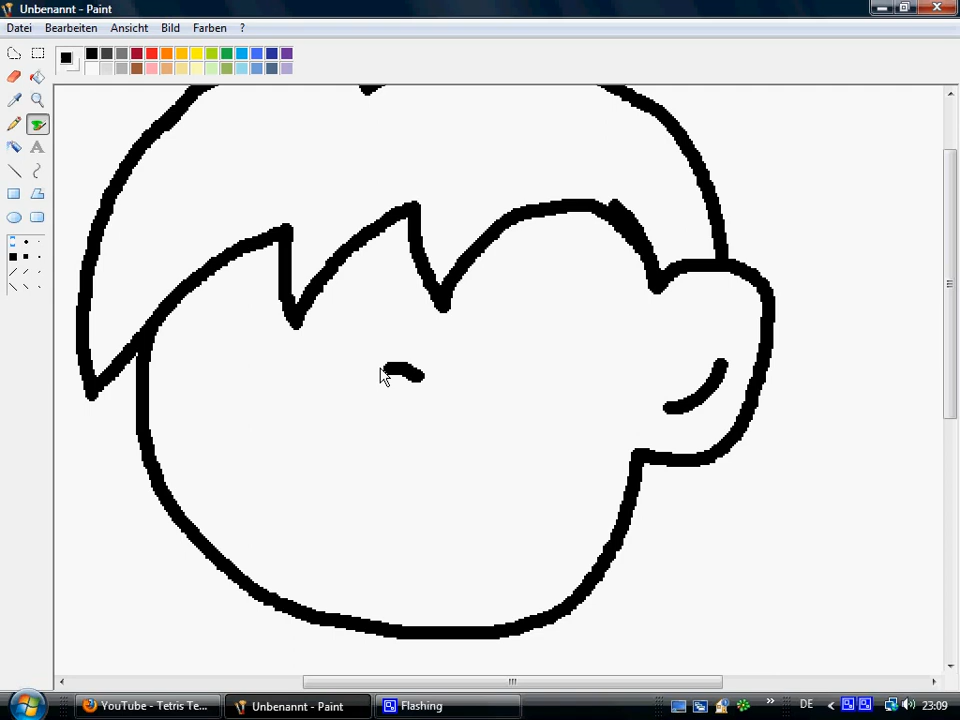 Unbenannt - Paint
Datei Bearbeiten Ansicht Bild Farben ?
A
YouTube - Tetris Te...
Unbenannt - Paint
Flashing
DE
23:09